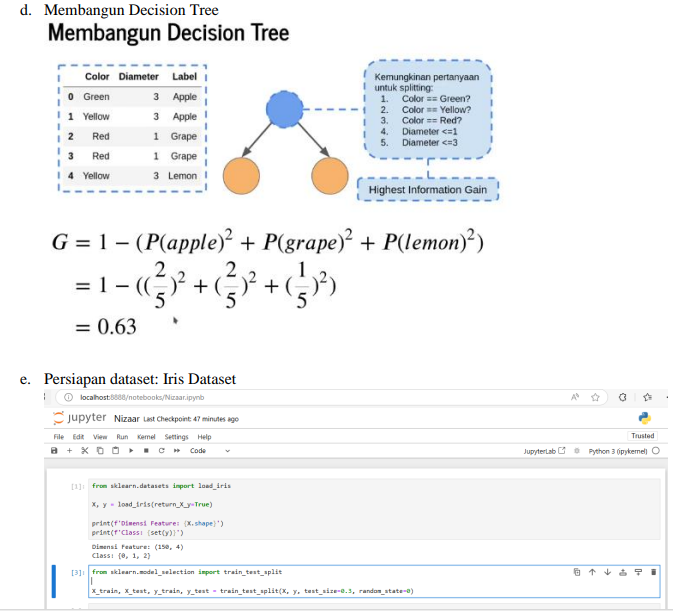 d. Membangun Decision Tree
Membangun Decision Tree
Color Diameter Label
0 Green 3 Apple
1 Yellow 3 Apple
2 Red 1 Grape
3 Red 1 Grape
4 Yellow 3 Lemon
Kemungkinan pertanyaan
untuk splitting:
1. Color == Green?
2. Color == Yellow?
3. Color == Red?
4. Diameter <=1
5. Diameter <=3
Highest Information Gain
G = 1 − (P(apple)² + P(grape)² + P(lemon)²)
= 1 − ((2/5)² + (2/5)² + (1/5)²)
= 0.63
e. Persiapan dataset: Iris Dataset
localhost:8888/notebooks/Nizaar.ipynb
jupyter Nizaar Last Checkpoint: 47 minutes ago
File Edit View Run Kernel Settings Help
Trusted
Code
JupyterLab
Python 3 (ipykernel)
[1]: from sklearn.datasets import load_iris
X, y = load_iris(return_X_y=True)
print(f'Dimensi Feature: {X.shape}')
print(f'Class: {set(y)}')
Dimensi Feature: (150, 4)
Class: {0, 1, 2}
[3]: from sklearn.model_selection import train_test_split
X_train, X_test, y_train, y_test = train_test_split(X, y, test_size=0.3, random_state=0)